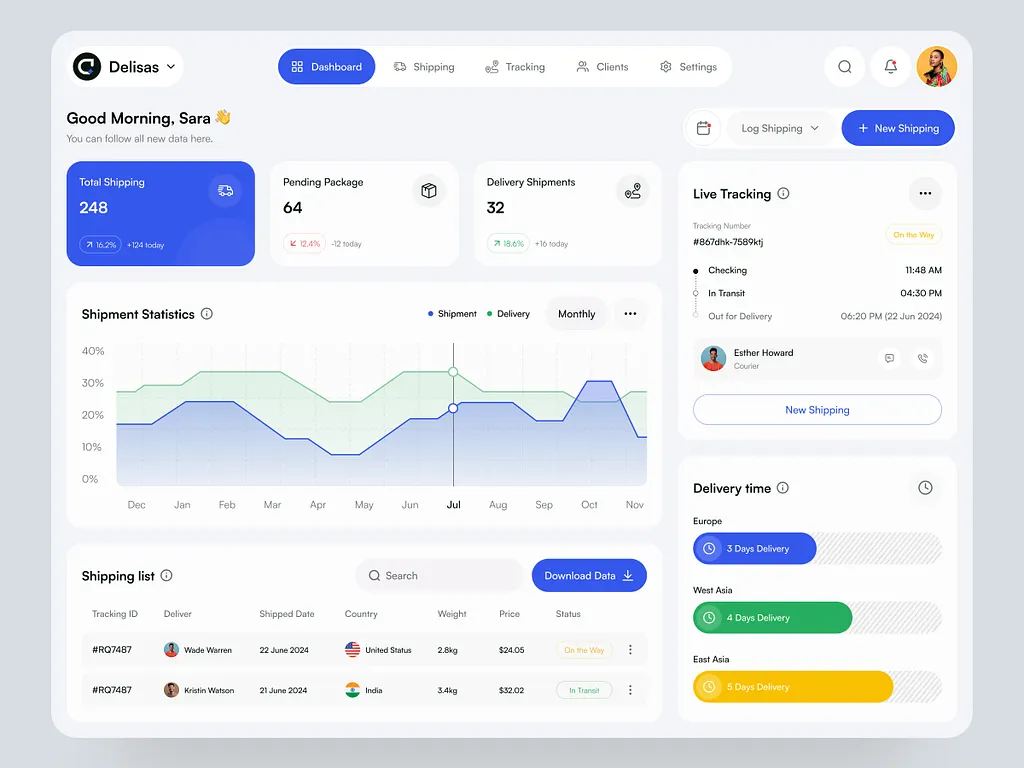 Delisas
Dashboard
Shipping
Tracking
Clients
Settings
Good Morning, Sara 👋
You can follow all new data here.
Log Shipping
+ New Shipping
Total Shipping
248
16.2%
+124 today
Pending Package
64
12.4%
-12 today
Delivery Shipments
32
18.6%
+16 today
Shipment Statistics
Shipment
Delivery
Monthly
40%
30%
20%
10%
0%
Dec Jan Feb Mar Apr May Jun Jul Aug Sep Oct Nov
Shipping list
Search
Download Data
Tracking ID Deliver Shipped Date Country Weight Price Status
#RQ7487 Wade Warren 22 June 2024 United Status 2.8kg $24.05 On the Way
#RQ7487 Kristin Watson 21 June 2024 India 3.4kg $32.02 In Transit
Live Tracking
Tracking Number
#867dhk-7589ktj
On the Way
Checking 11:48 AM
In Transit 04:30 PM
Out for Delivery 06:20 PM (22 Jun 2024)
Esther Howard
Courier
New Shipping
Delivery time
Europe
3 Days Delivery
West Asia
4 Days Delivery
East Asia
5 Days Delivery